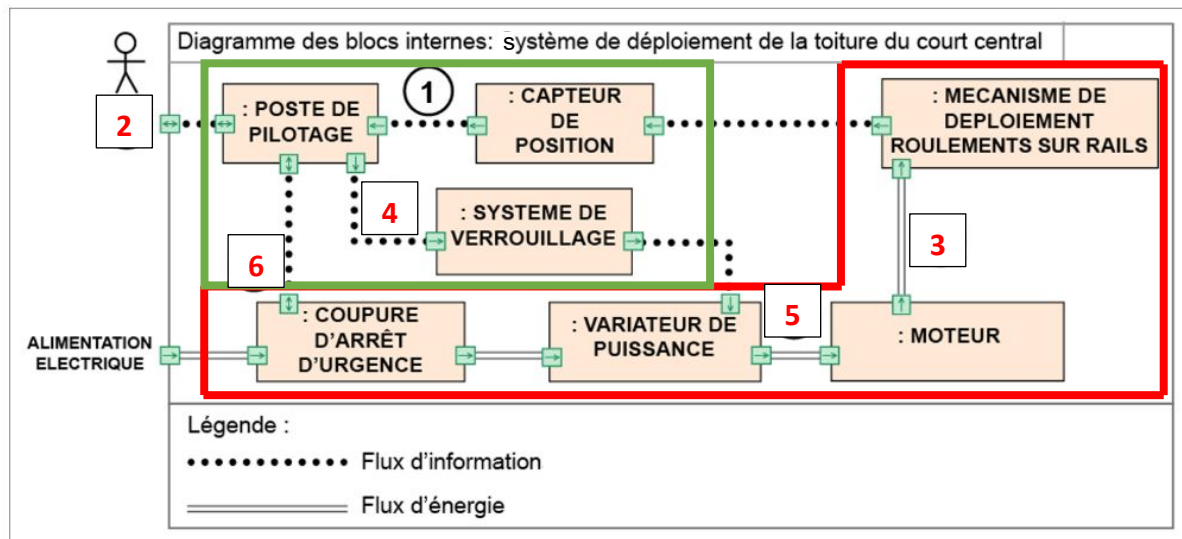 Diagramme des blocs internes: système de déploiement de la toiture du court central
1
2
: POSTE DE
PILOTAGE
: CAPTEUR
DE
POSITION
: MECANISME DE
DEPLOIEMENT
ROULEMENTS SUR RAILS
4
: SYSTEME DE
VERROUILLAGE
3
6
5
ALIMENTATION
ELECTRIQUE
: COUPURE
D'ARRÊT
D'URGENCE
: VARIATEUR DE
PUISSANCE
: MOTEUR
Légende :
Flux d'information
Flux d'énergie